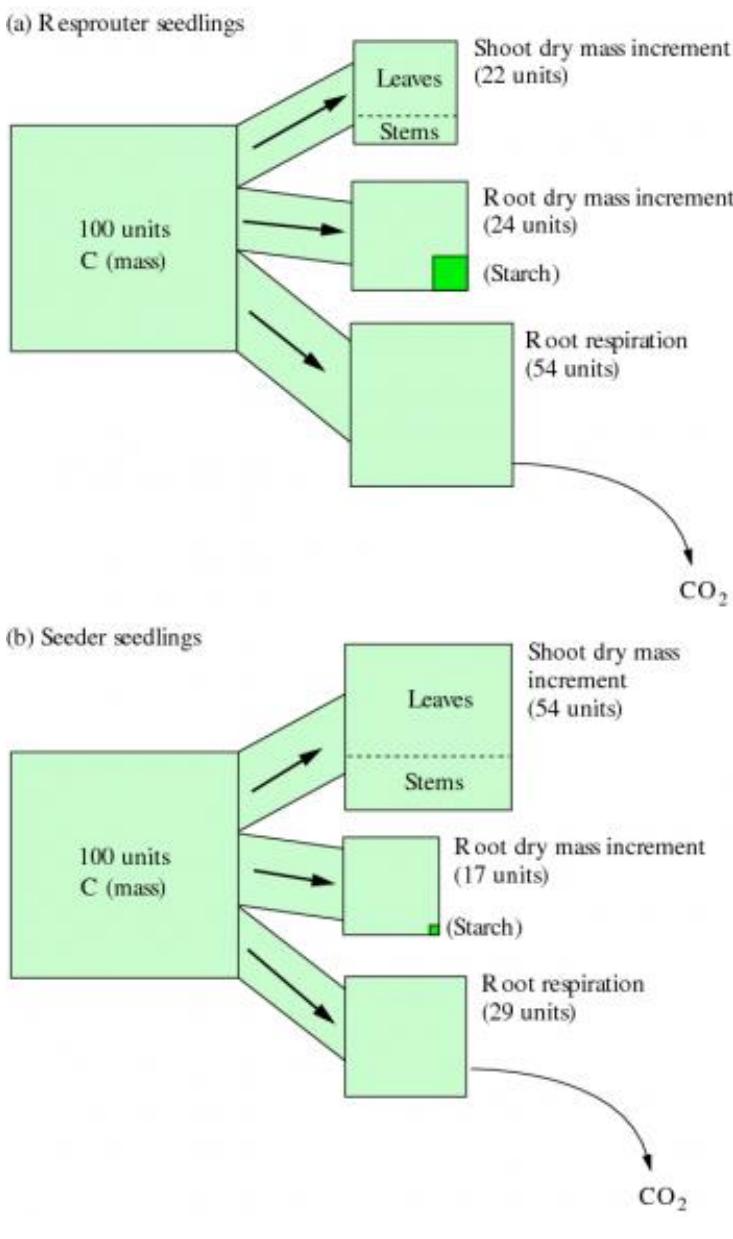 (a) Resprouter seedlings
Shoot dry mass increment
(22 units)
Leaves
Stems
100 units
C (mass)
Root dry mass increment
(24 units)
(Starch)
Root respiration
(54 units)
CO2
(b) Seeder seedlings
Shoot dry mass
increment
(54 units)
Leaves
Stems
100 units
C (mass)
Root dry mass increment
(17 units)
(Starch)
Root respiration
(29 units)
CO2